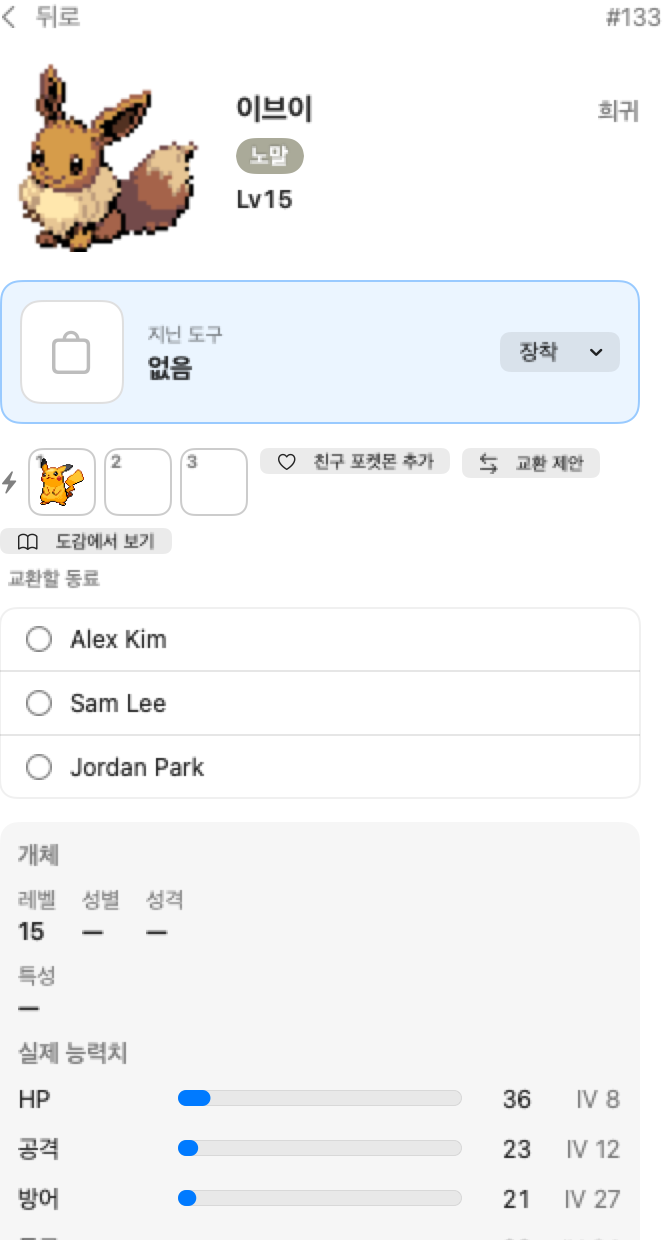 뒤로
#133
이브이
희귀
노말
Lv15
지닌 도구
없음
장착
2
3
친구 포켓몬 추가
교환 제안
도감에서 보기
교환할 동료
Alex Kim
Sam Lee
Jordan Park
개체
레벨 성별 성격
15 — —
특성
—
실제 능력치
HP 36 IV 8
공격 23 IV 12
방어 21 IV 27